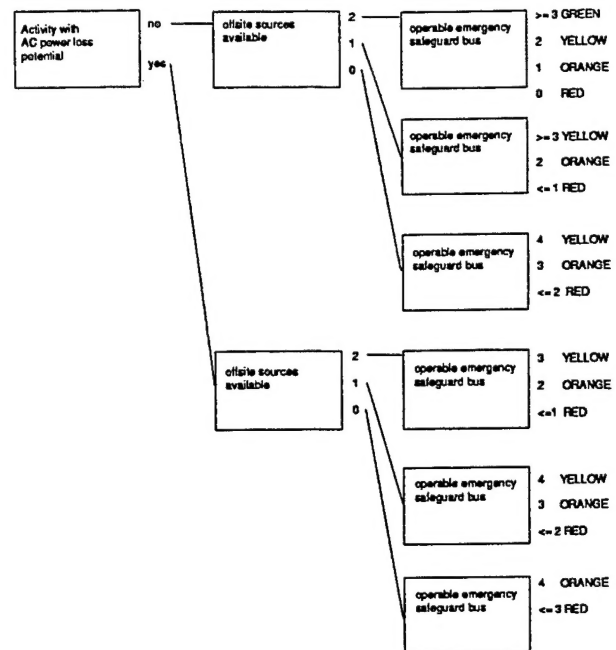 Activity with
AC power loss
potential
no
yes
offsite sources
available
2
1
0
operable emergency
safeguard bus
>= 3 GREEN
2 YELLOW
1 ORANGE
0 RED
operable emergency
safeguard bus
>= 3 YELLOW
2 ORANGE
<= 1 RED
operable emergency
safeguard bus
4 YELLOW
3 ORANGE
<= 2 RED
offsite sources
available
2
1
0
operable emergency
safeguard bus
3 YELLOW
2 ORANGE
<=1 RED
operable emergency
safeguard bus
4 YELLOW
3 ORANGE
<= 2 RED
operable emergency
safeguard bus
4 ORANGE
<= 3 RED